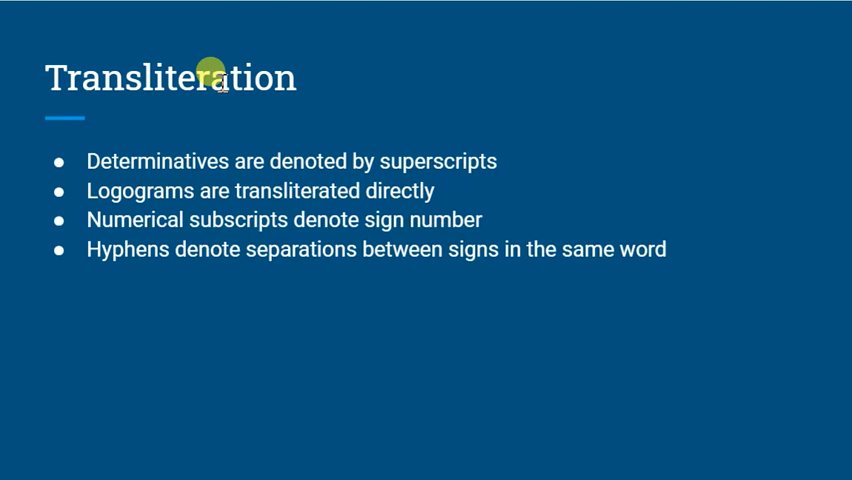 Transliteration
● Determinatives are denoted by superscripts
● Logograms are transliterated directly
● Numerical subscripts denote sign number
● Hyphens denote separations between signs in the same word